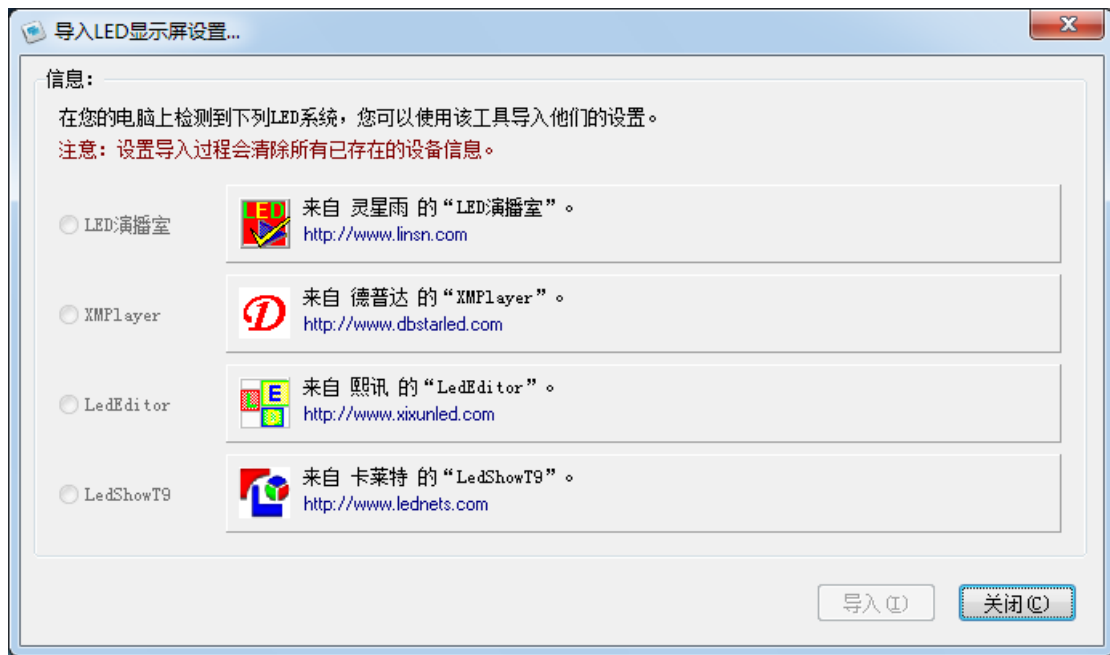 导入LED显示屏设置...
信息：
在您的电脑上检测到下列LED系统，您可以使用该工具导入他们的设置。
注意：设置导入过程会清除所有已存在的设备信息。
LED演播室
LED
来自 灵星雨 的“LED演播室”。
http://www.linsn.com
XMPlayer
D
来自 德普达 的“XMPlayer”。
http://www.dbstarled.com
LedEditor
E
D
来自 熙讯 的“LedEditor”。
http://www.xixunled.com
LedShowT9
来自 卡莱特 的“LedShowT9”。
http://www.lednets.com
导入(I)
关闭(C)